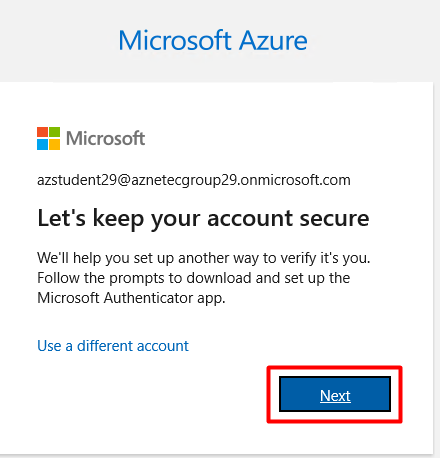 Microsoft Azure
Microsoft
azstudent29@aznetecgroup29.onmicrosoft.com
Let's keep your account secure
We'll help you set up another way to verify it's you.
Follow the prompts to download and set up the
Microsoft Authenticator app.
Use a different account
Next